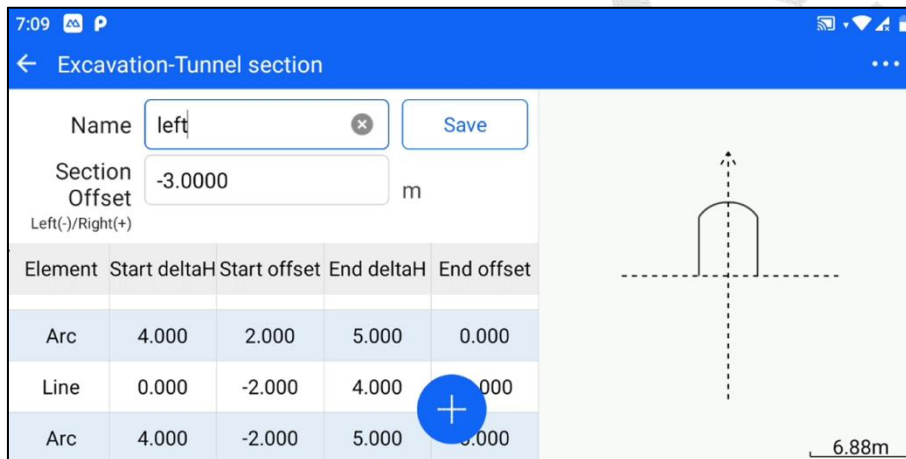 7:09
Excavation-Tunnel section
Name left Save
Section Offset -3.0000 m
Left(-)/Right(+)
Element Start deltaH Start offset End deltaH End offset
Arc 4.000 2.000 5.000 0.000
Line 0.000 -2.000 4.000
Arc 4.000 -2.000 5.000
6.88m